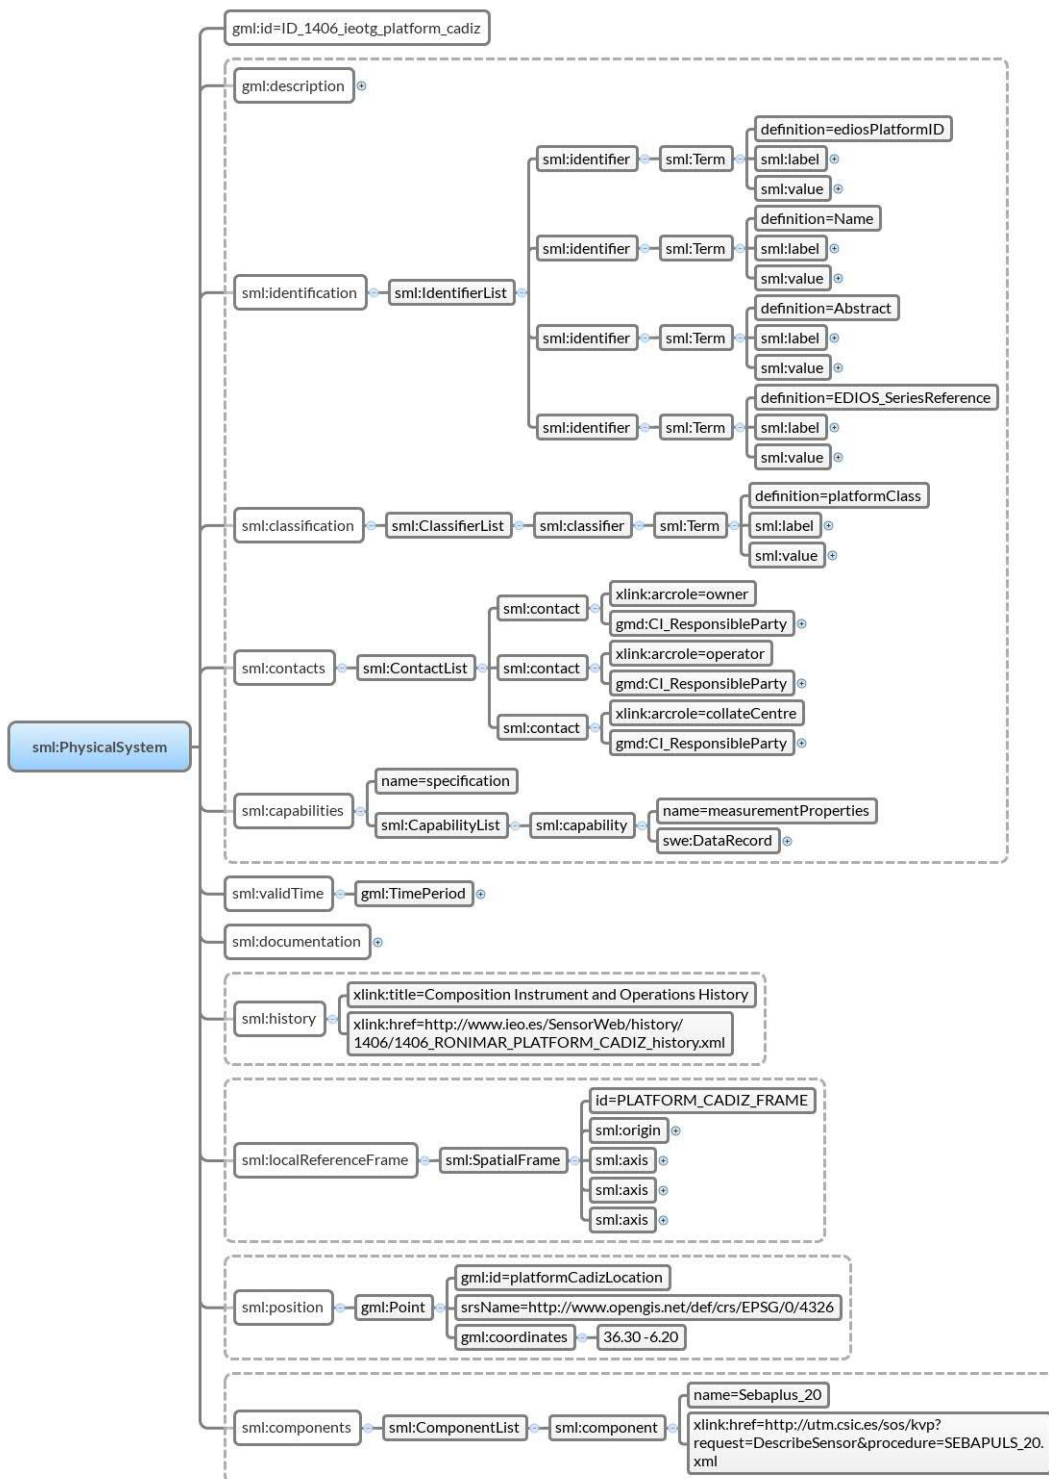 gml:id=ID_1406_ieotg_platform_cadiz
gml:description
definition=ediosPlatformID
sml:identifier
sml:Term
sml:label
sml:value
definition=Name
sml:identifier
sml:Term
sml:label
sml:value
sml:identification
sml:IdentifierList
definition=Abstract
sml:identifier
sml:Term
sml:label
sml:value
definition=EDIOS_SeriesReference
sml:identifier
sml:Term
sml:label
sml:value
definition=platformClass
sml:classification
sml:ClassifierList
sml:classifier
sml:Term
sml:label
sml:value
xlink:arcrole=owner
sml:contact
gmd:CI_ResponsibleParty
xlink:arcrole=operator
sml:contacts
sml:ContactList
sml:contact
gmd:CI_ResponsibleParty
xlink:arcrole=collateCentre
sml:contact
gmd:CI_ResponsibleParty
sml:PhysicalSystem
name=specification
sml:capabilities
sml:CapabilityList
sml:capability
name=measurementProperties
swe:DataRecord
sml:validTime
gml:TimePeriod
sml:documentation
xlink:title=Composition Instrument and Operations History
sml:history
xlink:href=http://www.ieo.es/SensorWeb/history/
1406/1406_RONIMAR_PLATFORM_CADIZ_history.xml
id=PLATFORM_CADIZ_FRAME
sml:origin
sml:localReferenceFrame
sml:SpatialFrame
sml:axis
sml:axis
sml:axis
gml:id=platformCadizLocation
sml:position
gml:Point
srsName=http://www.opengis.net/def/crs/EPSG/0/4326
gml:coordinates
36.30 -6.20
name=Sebaplus_20
sml:components
sml:ComponentList
sml:component
xlink:href=http://utm.csic.es/sos/kvp?
request=DescribeSensor&procedure=SEBAPULS_20.
xml